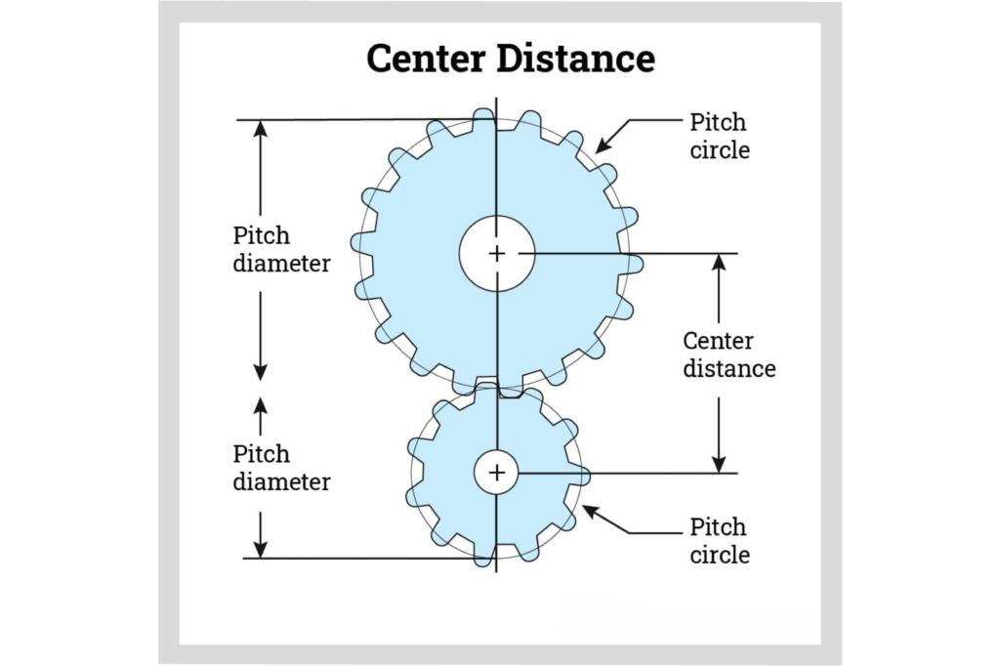 Center Distance
Pitch
circle
Pitch
diameter
Center
distance
Pitch
diameter
Pitch
circle